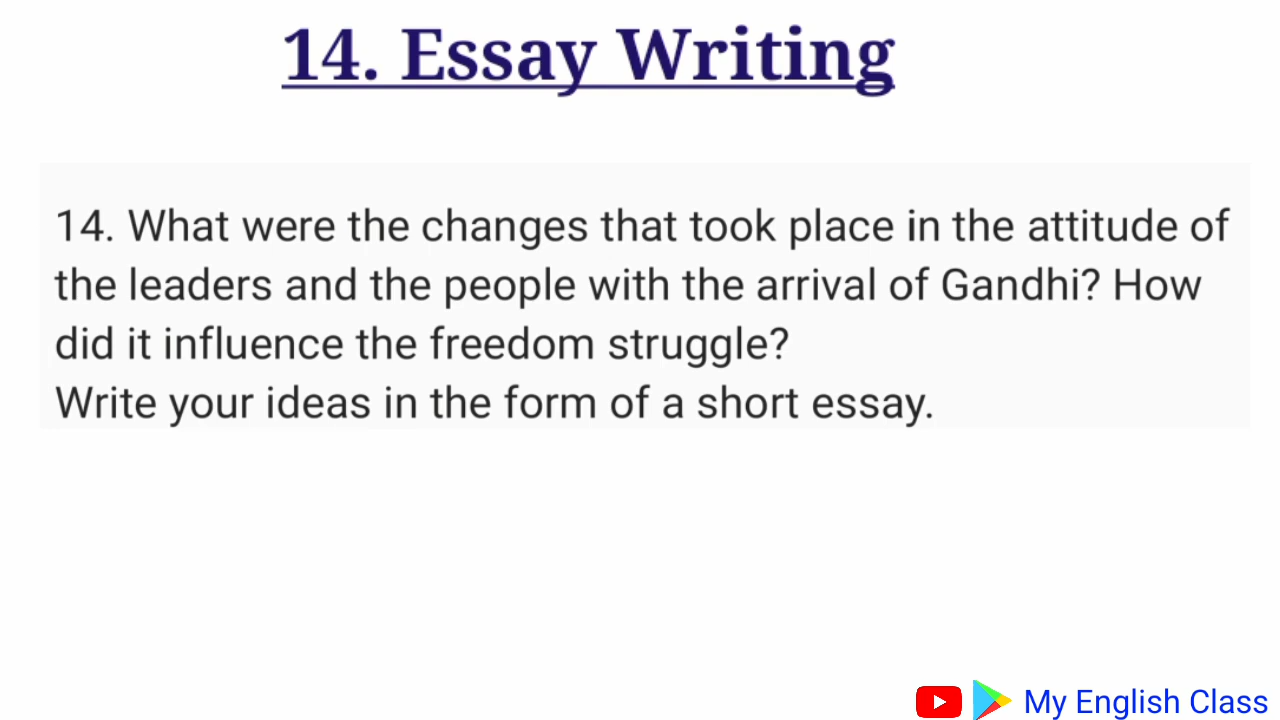 14. Essay Writing
14. What were the changes that took place in the attitude of
the leaders and the people with the arrival of Gandhi? How
did it influence the freedom struggle?
Write your ideas in the form of a short essay.
My English Class